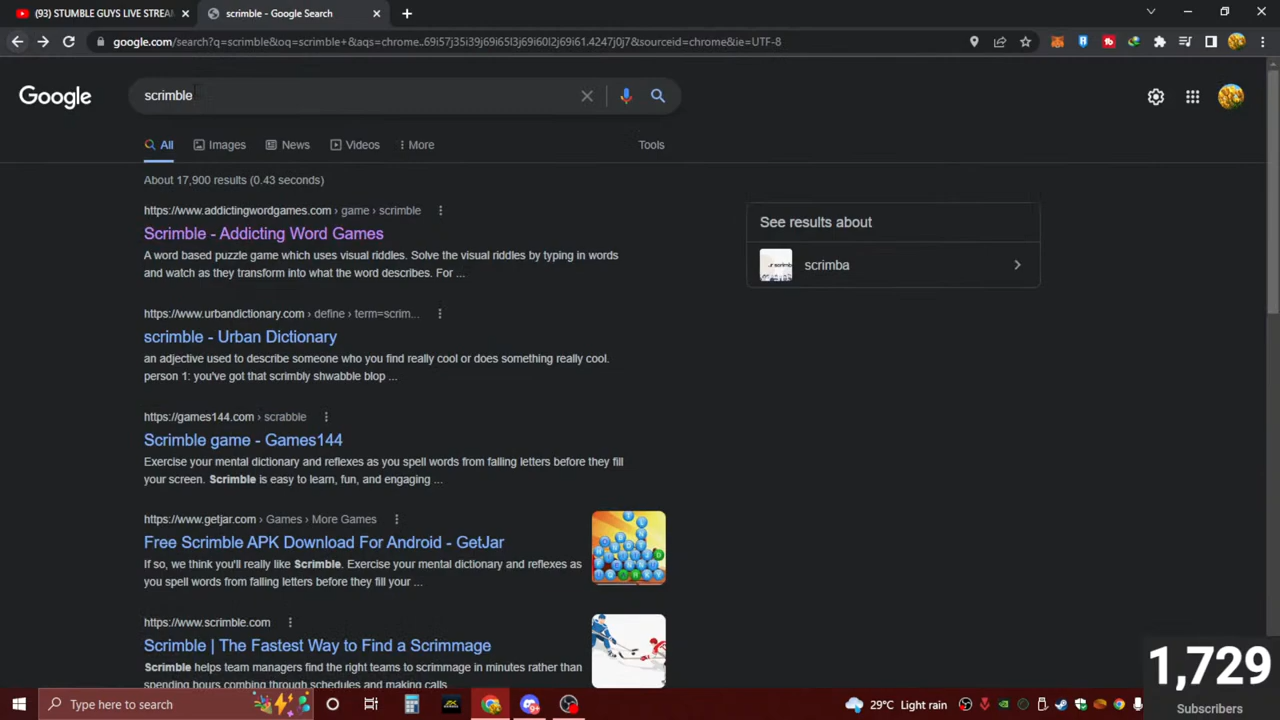 (93) STUMBLE GUYS LIVE STREAM
scrimble - Google Search
google.com/search?q=scrimble&oq=scrimble+&aqs=chrome..69i57j35i39j69i65l3j69i60l2j69i61.4247j0j7&sourceid=chrome&ie=UTF-8
Google
scrimble
All
Images
News
Videos
More
Tools
About 17,900 results (0.43 seconds)
https://www.addictingwordgames.com › game › scrimble
Scrimble - Addicting Word Games
A word based puzzle game which uses visual riddles. Solve the visual riddles by typing in words
and watch as they transform into what the word describes. For ...
See results about
scrimba
https://www.urbandictionary.com › define › term=scrim...
scrimble - Urban Dictionary
an adjective used to describe someone who you find really cool or does something really cool.
person 1: you've got that scrimbly shwabble blop ...
https://games144.com › scrabble
Scrimble game - Games144
Exercise your mental dictionary and reflexes as you spell words from falling letters before they fill
your screen. Scrimble is easy to learn, fun, and engaging ...
https://www.getjar.com › Games › More Games
Free Scrimble APK Download For Android - GetJar
If so, we think you'll really like Scrimble. Exercise your mental dictionary and reflexes as
you spell words from falling letters before they fill your ...
https://www.scrimble.com
Scrimble | The Fastest Way to Find a Scrimmage
Scrimble helps team managers find the right teams to scrimmage in minutes rather than
spending hours combing through schedules and making calls.
1,729
Subscribers
Type here to search
29°C Light rain